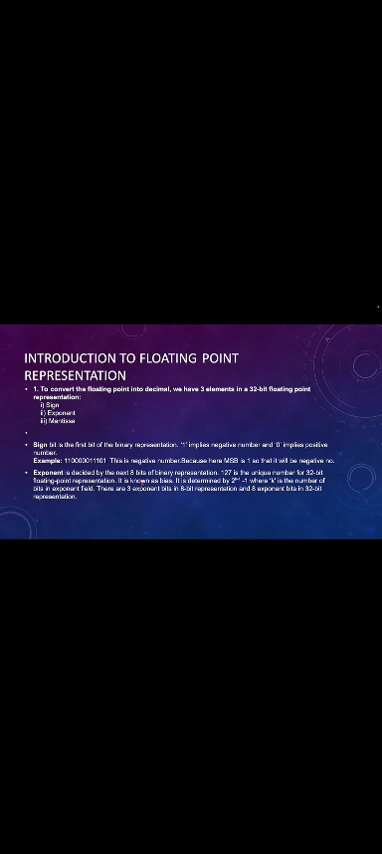 INTRODUCTION TO FLOATING POINT
REPRESENTATION
• 1. To convert the floating point into decimal, we have 3 elements in a 32-bit floating point
representation:
i) Sign
ii) Exponent
iii) Mantissa
•
• Sign bit is the first bit of the binary representation. '1' implies negative number and '0' implies positive
number.
Example: 110000011101 This is negative number.Because here MSB is 1 so that it will be negative no.
• Exponent is decided by the next 8 bits of binary representation. 127 is the unique number for 32-bit
floating-point representation. It is known as bias. It is determined by 2ᵏ⁻¹ -1 where 'k' is the number of
bits in exponent field. There are 3 exponent bits in 8-bit representation and 8 exponent bits in 32-bit
representation.